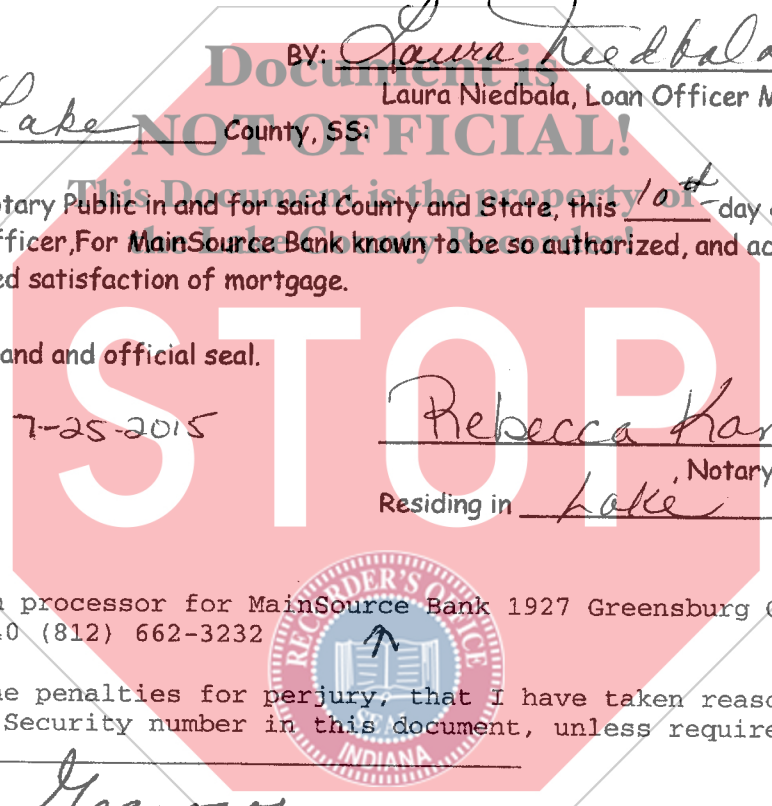 Document is
BY: Laura Niedbala
Laura Niedbala, Loan Officer M
Lake County, SS:
NOT OFFICIAL!
This Document is the property of
the Lake County Recorder!
tary Public in and for said County and State, this 10th day
fficer,For MainSource Bank known to be so authorized, and ac
ed satisfaction of mortgage.
and and official seal.
STOP
7-25-2015
Rebecca Kar
, Notary
Residing in Lake
RECORDER'S OFFICE
processor for MainSource Bank 1927 Greensburg
0 (812) 662-3232
he penalties for perjury, that I have taken reaso
Security number in this document, unless require
SEAL
INDIANA